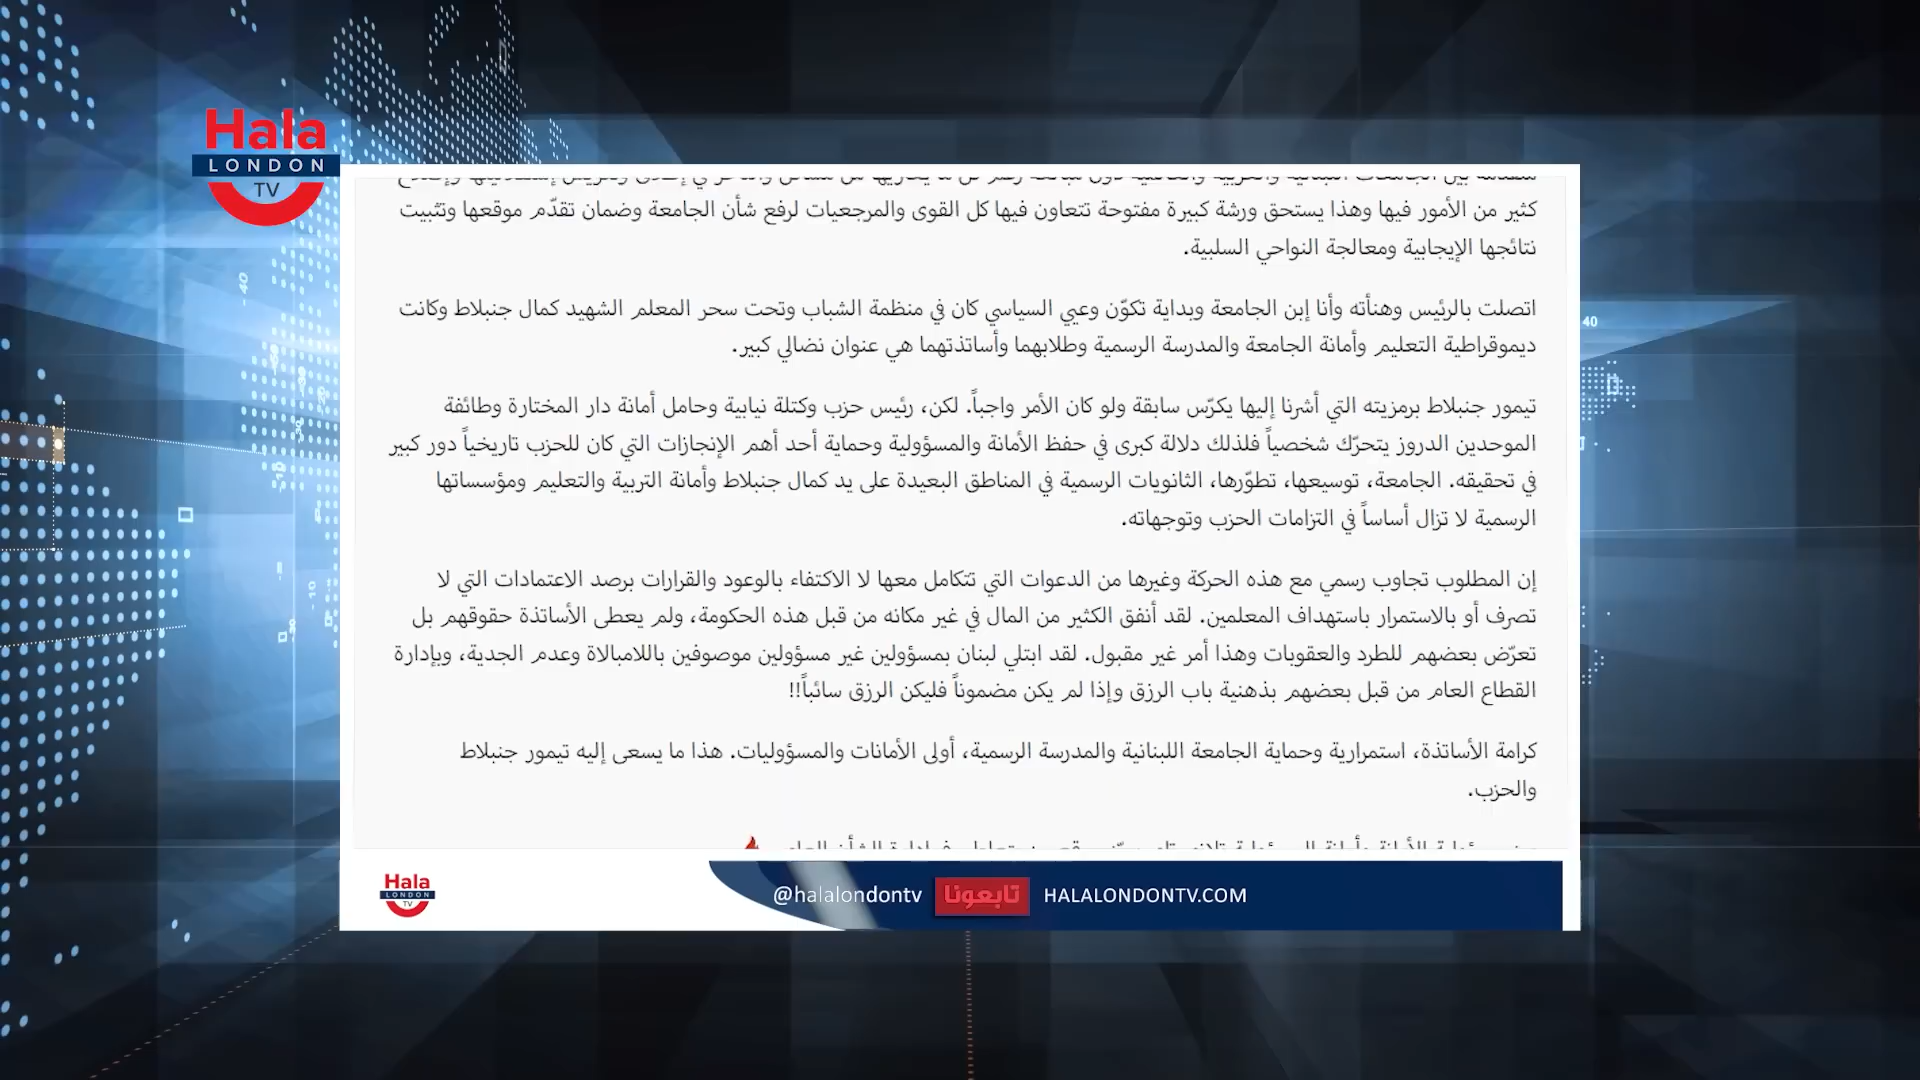 Hala
LONDON
TV
كثير من الأمور فيها وهذا يستحق ورشة كبيرة مفتوحة تتعاون فيها كل القوى والمرجعيات لرفع شأن الجامعة وضمان تقدّم موقعها وتثبيت
نتائجها الإيجابية ومعالجة النواحي السلبية.
اتصلت بالرئيس وهنأته وأنا إبن الجامعة وبداية تكوّن وعيي السياسي كان في منظمة الشباب وتحت سحر المعلم الشهيد كمال جنبلاط وكانت
ديموقراطية التعليم وأمانة الجامعة والمدرسة الرسمية وطلابهما وأساتذتهما هي عنوان نضالي كبير.
تيمور جنبلاط برمزيته التي أشرنا إليها يكرّس سابقة ولو كان الأمر واجباً. لكن، رئيس حزب وكتلة نيابية وحامل أمانة دار المختارة وطائفة
الموحدين الدروز يتحرّك شخصياً فلذلك دلالة كبرى في حفظ الأمانة والمسؤولية وحماية أحد أهم الإنجازات التي كان للحزب تاريخياً دور كبير
في تحقيقه. الجامعة، توسيعها، تطوّرها، الثانويات الرسمية في المناطق البعيدة على يد كمال جنبلاط وأمانة التربية والتعليم ومؤسساتها
الرسمية لا تزال أساساً في التزامات الحزب وتوجهاته.
إن المطلوب تجاوب رسمي مع هذه الحركة وغيرها من الدعوات التي تتكامل معها لا الاكتفاء بالوعود والقرارات برصد الاعتمادات التي لا
تصرف أو بالاستمرار باستهداف المعلمين. لقد أنفق الكثير من المال في غير مكانه من قبل هذه الحكومة، ولم يعطى الأساتذة حقوقهم بل
تعرّض بعضهم للطرد والعقوبات وهذا أمر غير مقبول. لقد ابتلي لبنان بمسؤولين غير مسؤولين موصوفين باللامبالاة وعدم الجدية، وبإدارة
القطاع العام من قبل بعضهم بذهنية باب الرزق وإذا لم يكن مضموناً فليكن الرزق سائباً!!
كرامة الأساتذة، استمرارية وحماية الجامعة اللبنانية والمدرسة الرسمية، أولى الأمانات والمسؤوليات. هذا ما يسعى إليه تيمور جنبلاط
والحزب.
Hala
LONDON
TV
@halalondontv تابعونا HALALONDONTV.COM
40